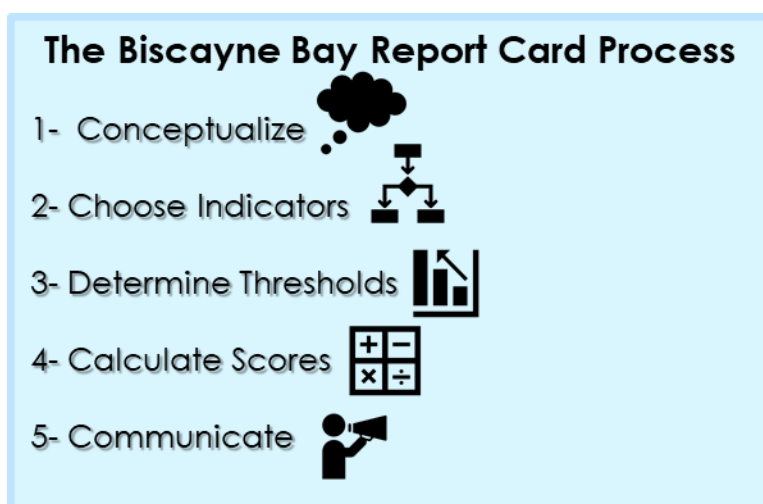 The Biscayne Bay Report Card Process
1- Conceptualize
2- Choose Indicators
3- Determine Thresholds
4- Calculate Scores
+ −
× ÷
5- Communicate